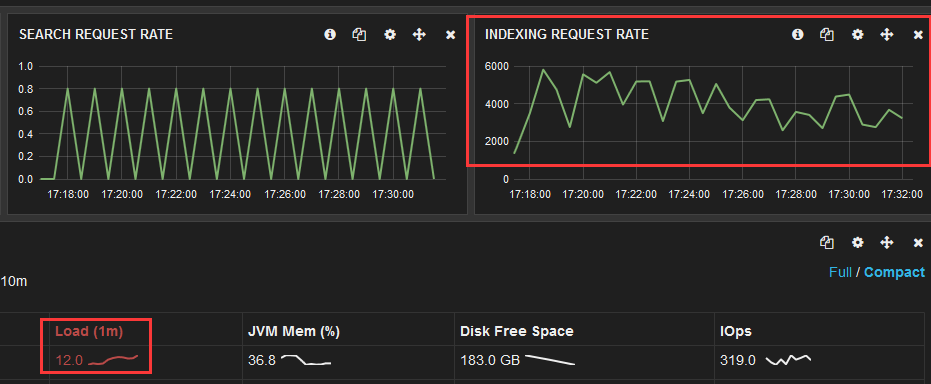 SEARCH REQUEST RATE
1.0
0.8
0.6
0.4
0.2
0.0
17:18:00 17:20:00 17:22:00 17:24:00 17:26:00 17:28:00 17:30:00
INDEXING REQUEST RATE
6000
4000
2000
0
17:18:00 17:20:00 17:22:00 17:24:00 17:26:00 17:28:00 17:30:00 17:32:00
Full / Compact
10m
Load (1m) JVM Mem (%) Disk Free Space IOps
12.0 36.8 183.0 GB 319.0